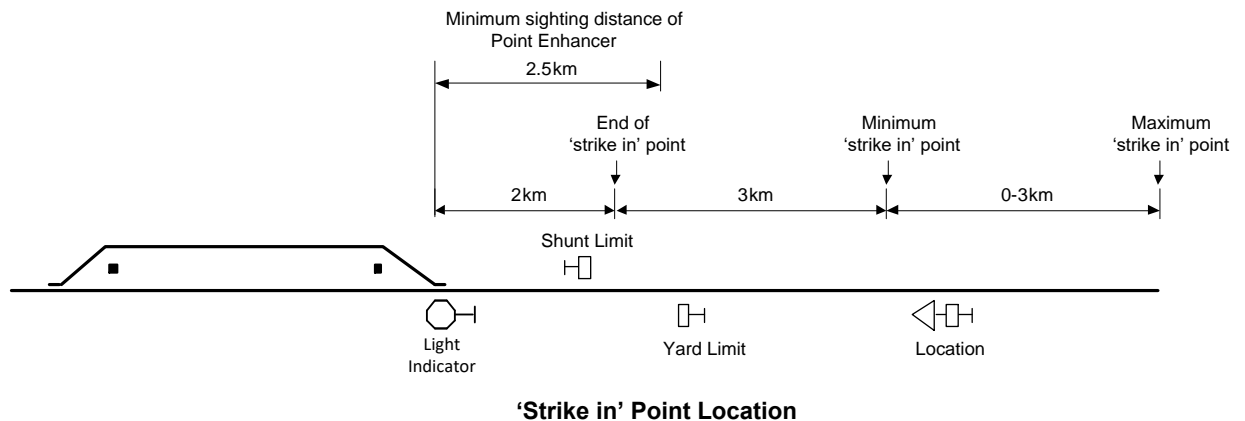 Minimum sighting distance of
Point Enhancer
2.5km
End of
‘strike in’ point
Minimum
‘strike in’ point
Maximum
‘strike in’ point
2km
3km
0-3km
Shunt Limit
Light
Indicator
Yard Limit
Location
‘Strike in’ Point Location